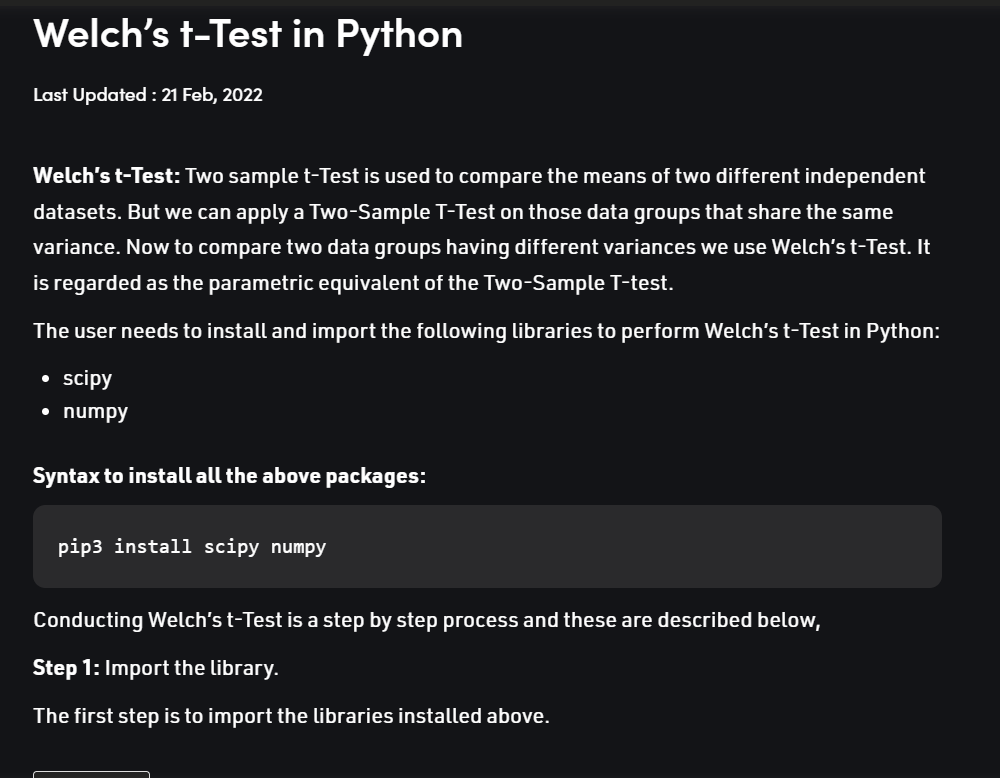 Welch’s t-Test in Python
Last Updated : 21 Feb, 2022
Welch’s t-Test: Two sample t-Test is used to compare the means of two different independent
datasets. But we can apply a Two-Sample T-Test on those data groups that share the same
variance. Now to compare two data groups having different variances we use Welch’s t-Test. It
is regarded as the parametric equivalent of the Two-Sample T-test.
The user needs to install and import the following libraries to perform Welch’s t-Test in Python:
• scipy
• numpy
Syntax to install all the above packages:
pip3 install scipy numpy
Conducting Welch’s t-Test is a step by step process and these are described below,
Step 1: Import the library.
The first step is to import the libraries installed above.